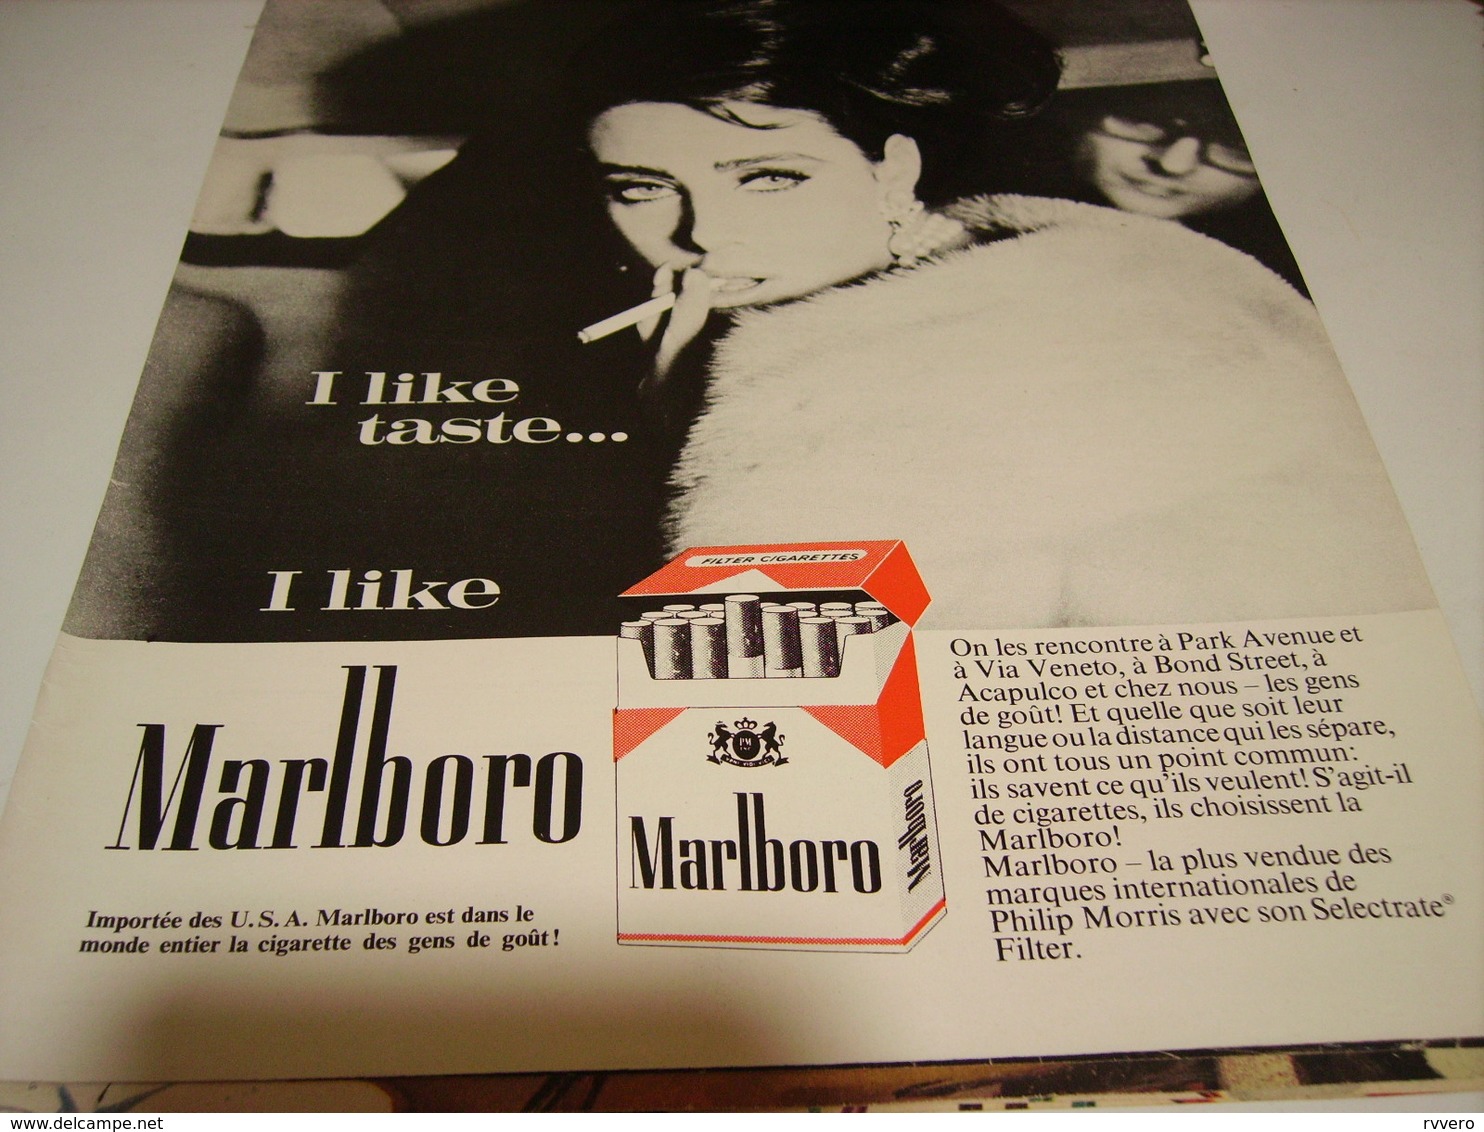 I like
taste...
I like
Marlboro
FILTER CIGARETTES
PM
Marlboro
Marlboro
Importée des U.S.A. Marlboro est dans le
monde entier la cigarette des gens de goût!
On les rencontre à Park Avenue et
à Via Veneto, à Bond Street, à
Acapulco et chez nous – les gens
de goût! Et quelle que soit leur
langue ou la distance qui les sépare,
ils ont tous un point commun:
ils savent ce qu'ils veulent! S'agit-il
de cigarettes, ils choisissent la
Marlboro!
Marlboro – la plus vendue des
marques internationales de
Philip Morris avec son Selectrate®
Filter.
delcampe.net
rvvero